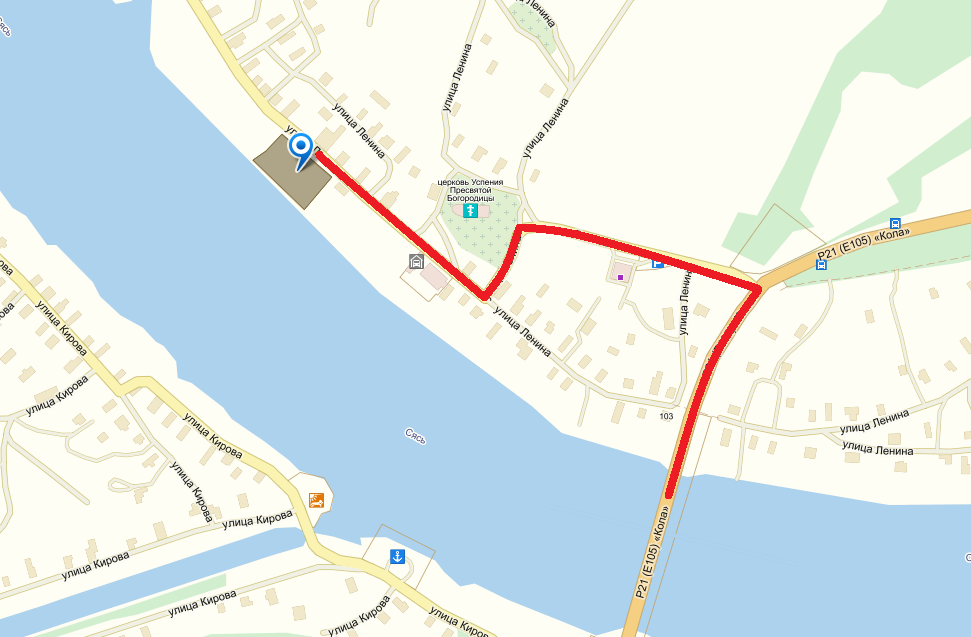 Сясь
Ленина
улица Ленина
улица Ленина
улица Ленина
церковь Успения
Пресвятой
Богородицы
Р21 (Е105) «Кола»
улица Ленина
улица Ленина
улица Кирова
улица Кирова
улица Кирова
103
улица Ленина
улица Ленина
Сясь
улица Кирова
улица Кирова
улица Кирова
улица Кирова
улица Кирова
улица Кирова
Р21 (Е105) «Кола»